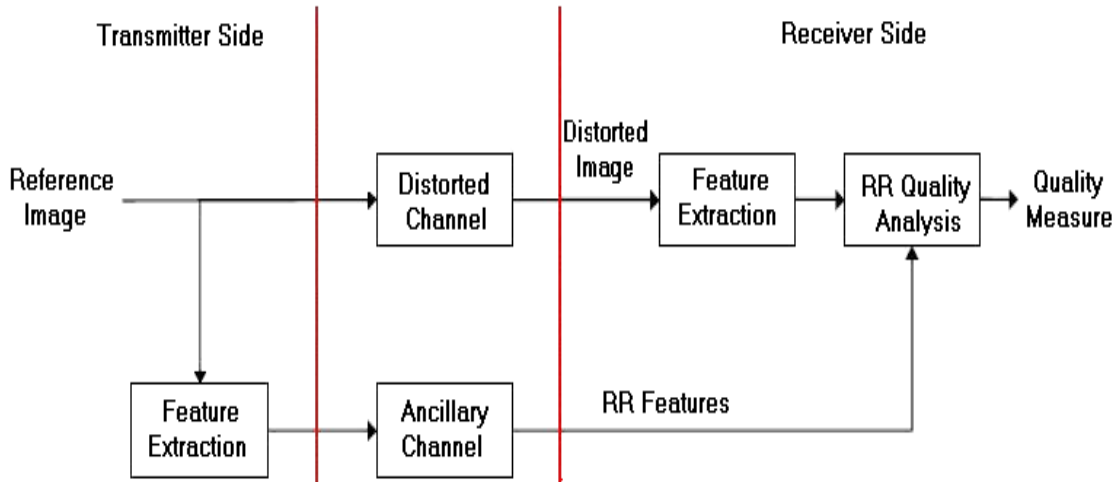 Transmitter Side
Receiver Side
Reference
Image
Distorted
Channel
Distorted
Image
Feature
Extraction
RR Quality
Analysis
Quality
Measure
Feature
Extraction
Ancillary
Channel
RR Features